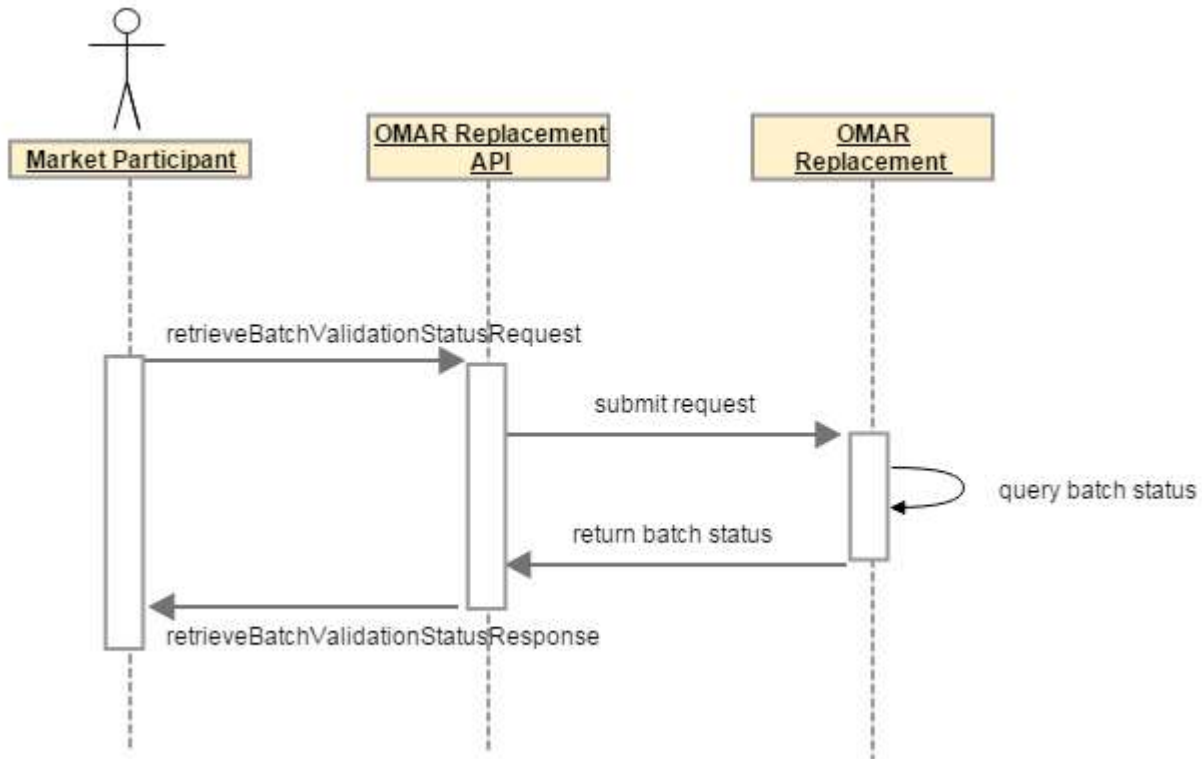 Market Participant
OMAR Replacement
API
OMAR
Replacement
retrieveBatchValidationStatusRequest
submit request
query batch status
return batch status
retrieveBatchValidationStatusResponse